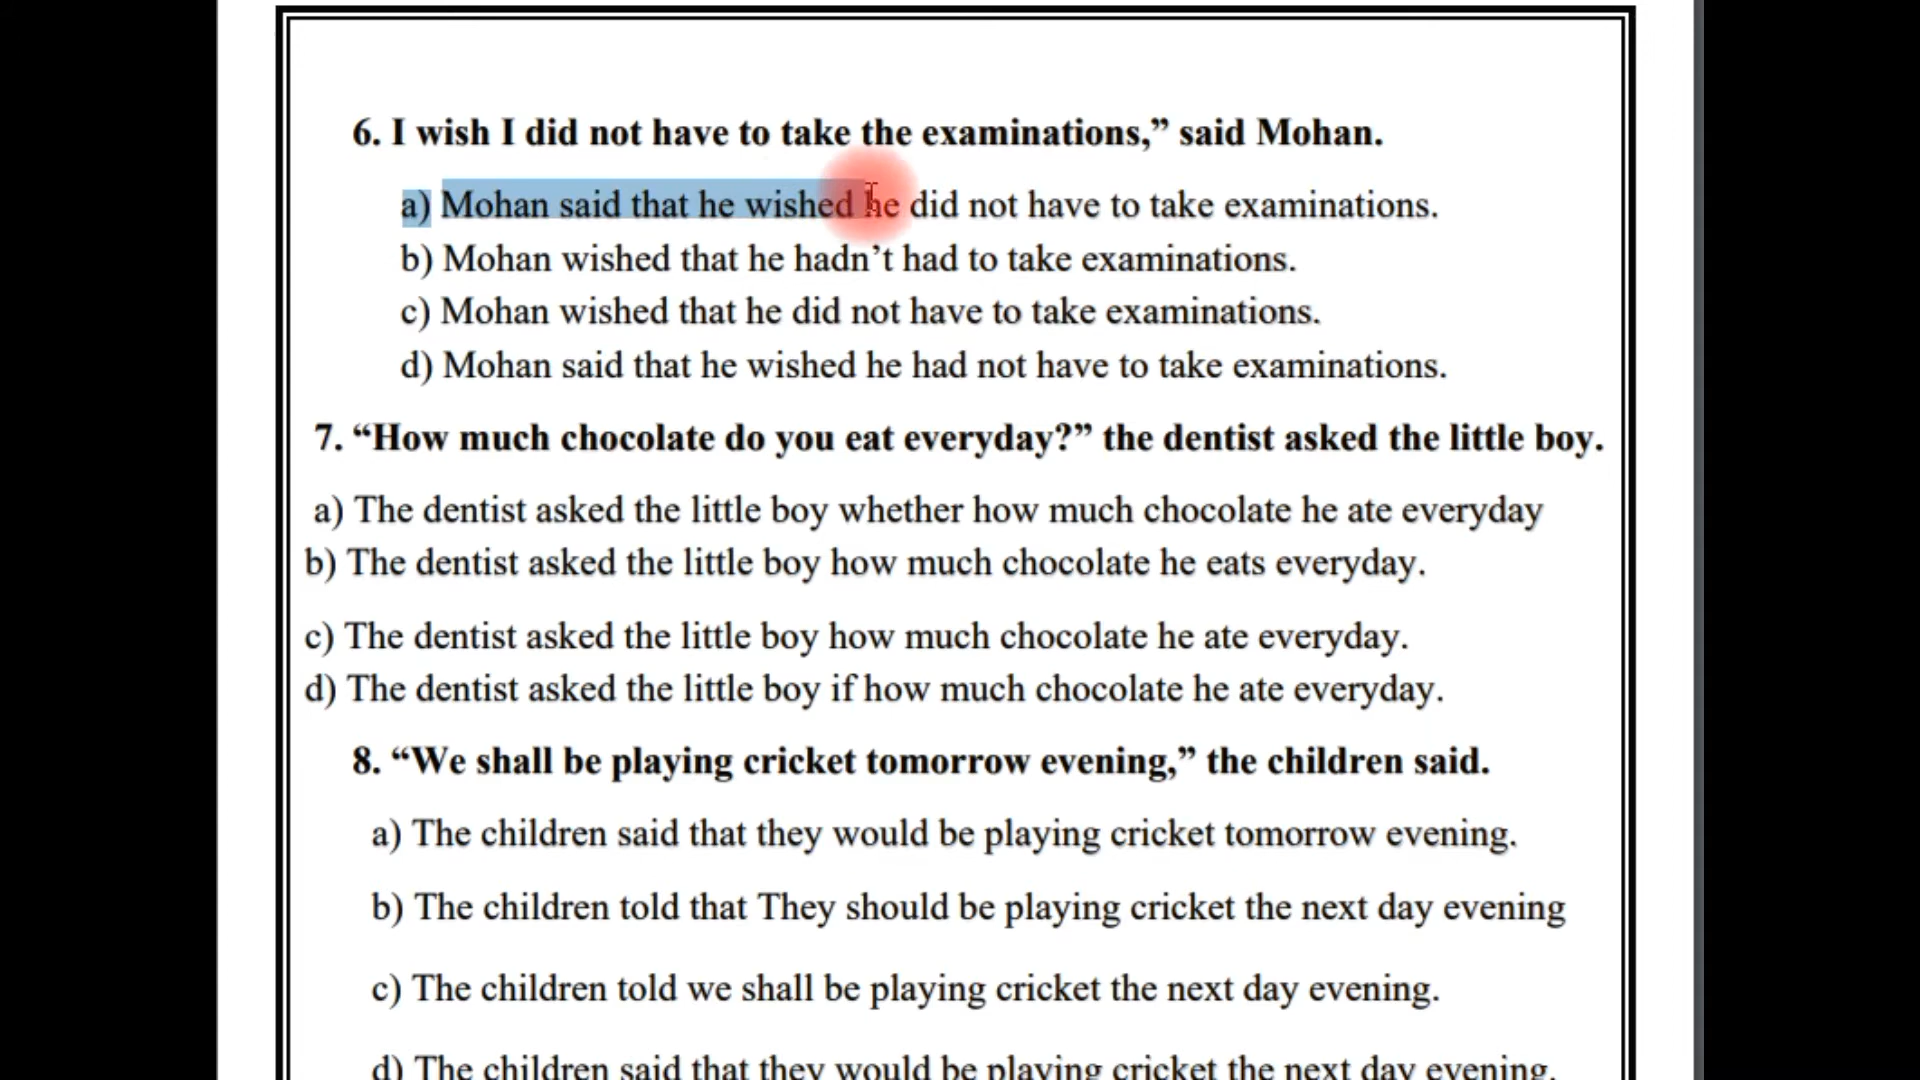 6. I wish I did not have to take the examinations,” said Mohan.
a) Mohan said that he wished he did not have to take examinations.
b) Mohan wished that he hadn’t had to take examinations.
c) Mohan wished that he did not have to take examinations.
d) Mohan said that he wished he had not have to take examinations.
7. “How much chocolate do you eat everyday?” the dentist asked the little boy.
a) The dentist asked the little boy whether how much chocolate he ate everyday
b) The dentist asked the little boy how much chocolate he eats everyday.
c) The dentist asked the little boy how much chocolate he ate everyday.
d) The dentist asked the little boy if how much chocolate he ate everyday.
8. “We shall be playing cricket tomorrow evening,” the children said.
a) The children said that they would be playing cricket tomorrow evening.
b) The children told that They should be playing cricket the next day evening
c) The children told we shall be playing cricket the next day evening.
d) The children said that they would be playing cricket the next day evening.